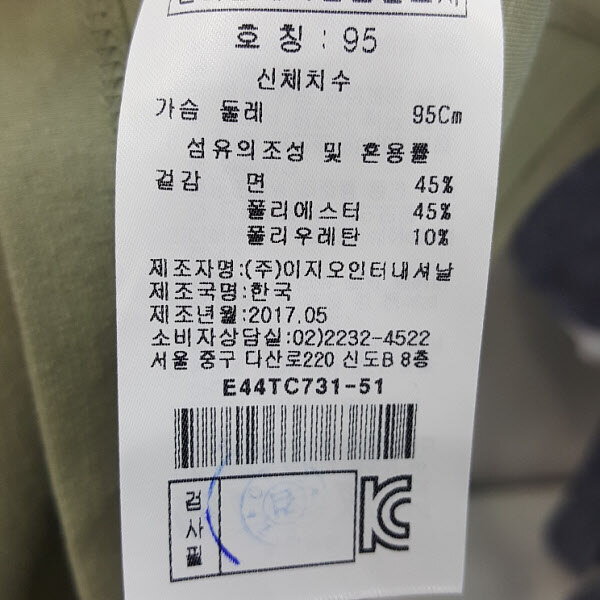 호 칭 : 95
신체치수
가슴 둘레 95Cm
섬유의조성 및 혼용률
겉감 면 45%
폴리에스터 45%
폴리우레탄 10%
제조자명:(주)이지오인터내셔날
제조국명:한국
제조년월:2017.05
소비자상담실:02)2232-4522
서울 중구 다산로220 신도B 8층
E44TC731-51
검사필
KC